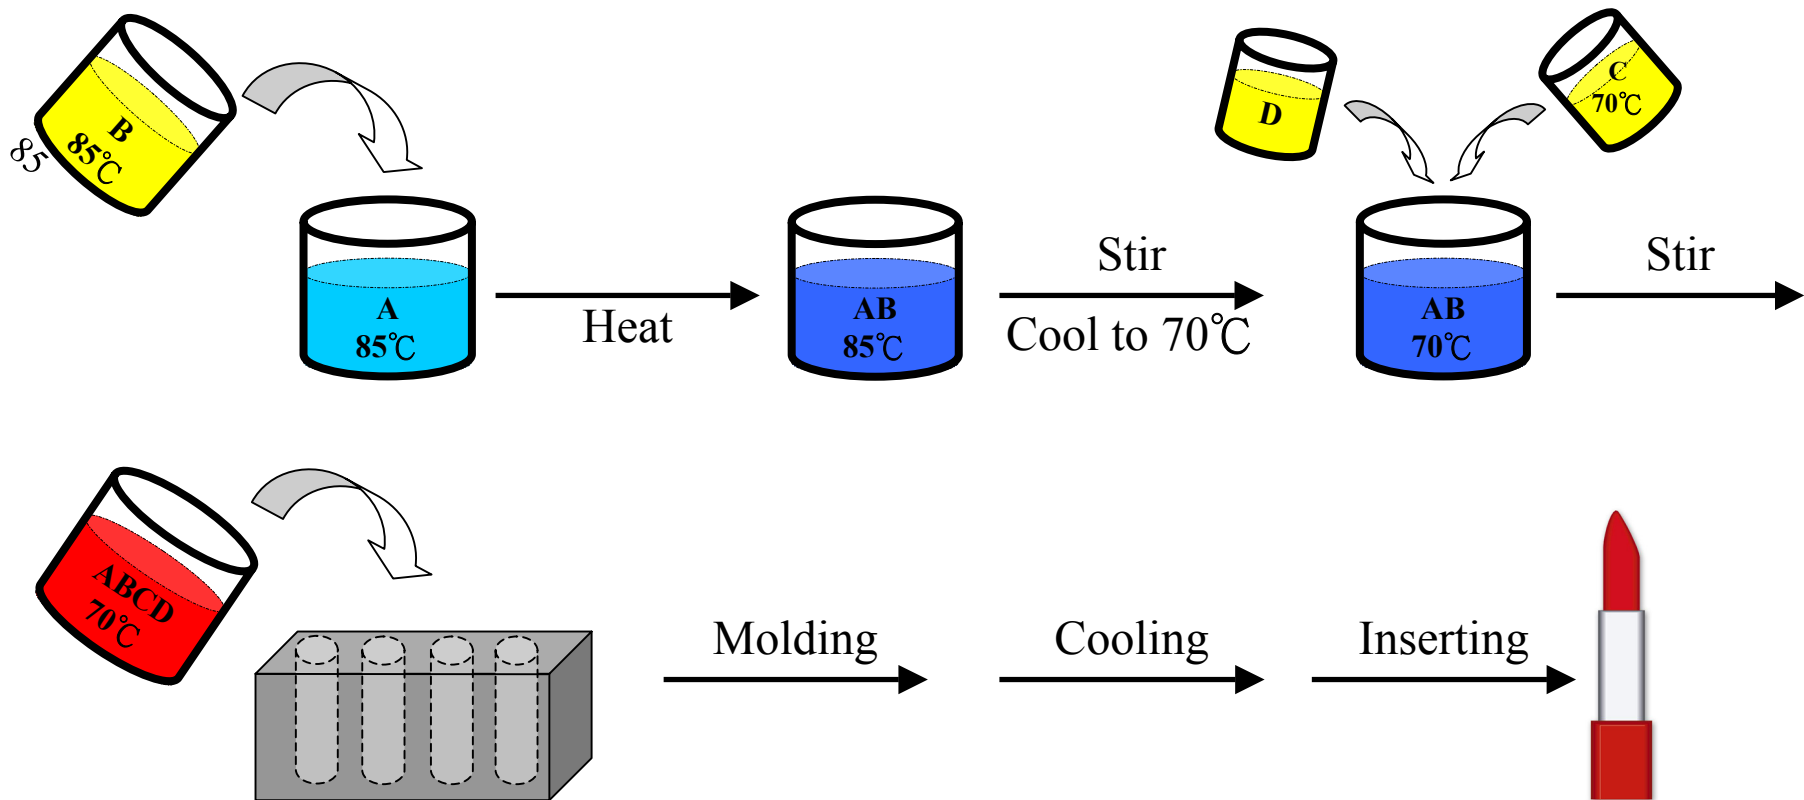 B
85℃
85
A
85℃
Heat
AB
85℃
Stir
Cool to 70℃
D
C
70℃
AB
70℃
Stir
ABCD
70℃
Molding
Cooling
Inserting